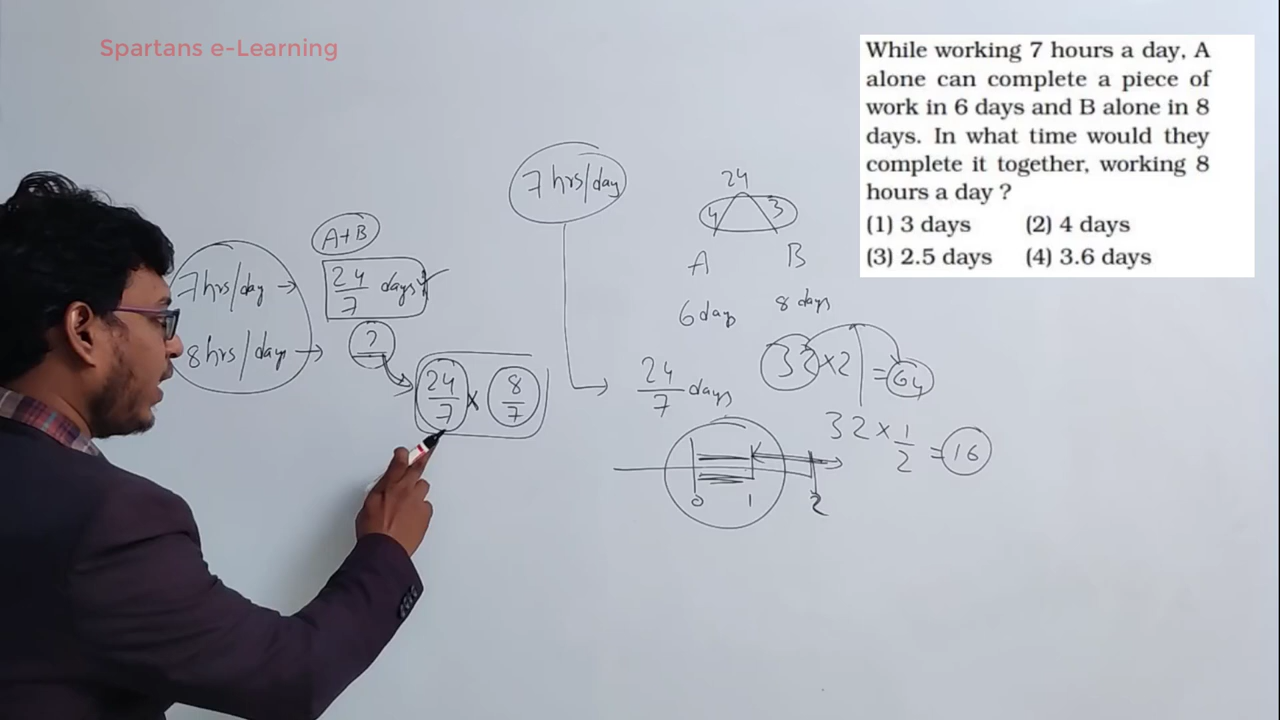 Spartans e-Learning
While working 7 hours a day, A
alone can complete a piece of
work in 6 days and B alone in 8
days. In what time would they
complete it together, working 8
hours a day ?
(1) 3 days (2) 4 days
(3) 2.5 days (4) 3.6 days
7 hrs/day
24
4 3
A B
6 day 8 days
A+B
7 hrs/day → 24/7 days
8 hrs/day → ?
24/7 × 8/7
24/7 days
32 × 2 = 64
32 × 1/2 = 16
0 1 2